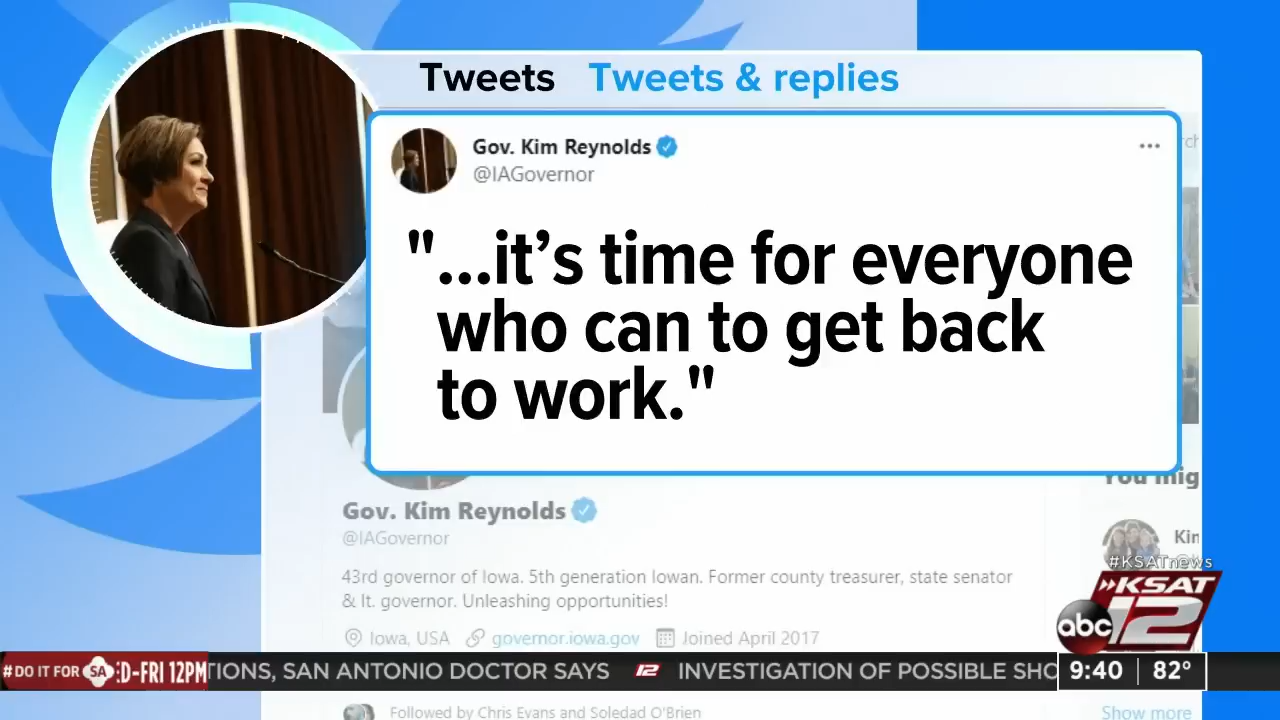 Tweets Tweets & replies
Gov. Kim Reynolds
@IAGovernor
"...it’s time for everyone
who can to get back
to work."
You mig
Gov. Kim Reynolds
@IAGovernor
Kin
43rd governor of Iowa. 5th generation Iowan. Former county treasurer, state senator
& lt. governor. Unleashing opportunities!
Iowa, USA governor.iowa.gov Joined April 2017
#KSATnews
KSAT
abc 12
#DO IT FOR SA D-FRI 12PM TIONS, SAN ANTONIO DOCTOR SAYS 12 INVESTIGATION OF POSSIBLE SHO 9:40 82°
Followed by Chris Evans and Soledad O'Brien
Show more